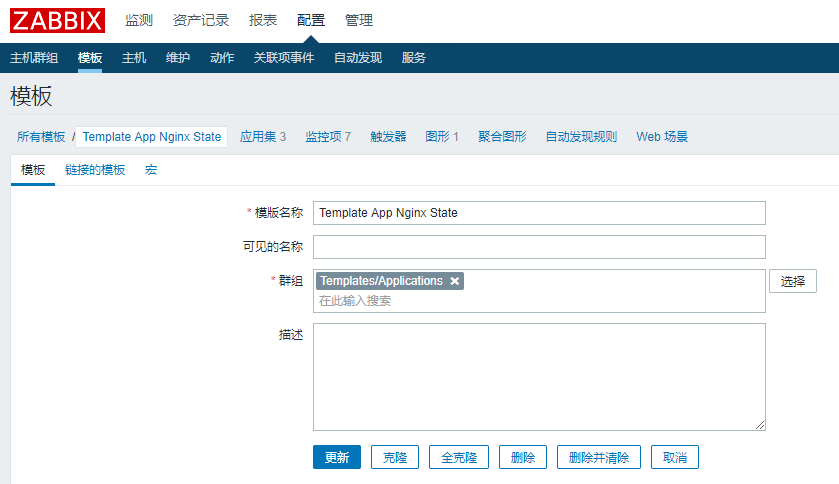 ZABBIX 监测 资产记录 报表 配置 管理
主机群组 模板 主机 维护 动作 关联项事件 自动发现 服务
模板
所有模板 / Template App Nginx State 应用集 3 监控项 7 触发器 图形 1 聚合图形 自动发现规则 Web 场景
模板 链接的模板 宏
* 模版名称 Template App Nginx State
可见的名称
* 群组 Templates/Applications × 选择
在此输入搜索
描述
更新 克隆 全克隆 删除 删除并清除 取消